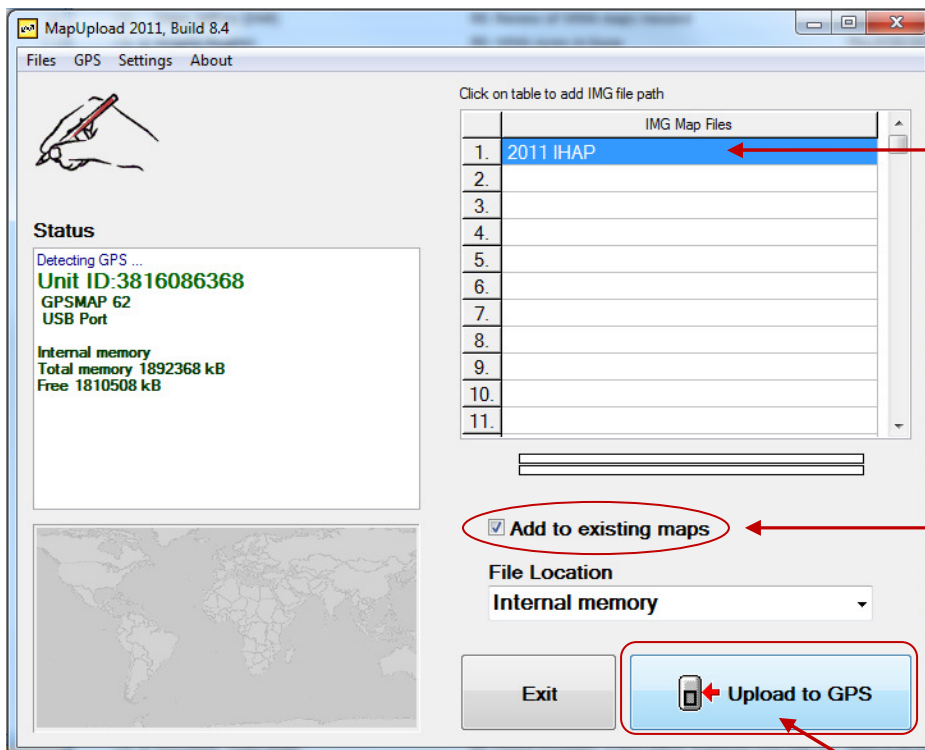 MapUpload 2011, Build 8.4
Files GPS Settings About
Click on table to add IMG file path
IMG Map Files
1. 2011 IHAP
2.
3.
4.
5.
6.
7.
8.
9.
10.
11.
Status
Detecting GPS ...
Unit ID:3816086368
GPSMAP 62
USB Port
Internal memory
Total memory 1892368 kB
Free 1810508 kB
Add to existing maps
File Location
Internal memory
Exit
Upload to GPS